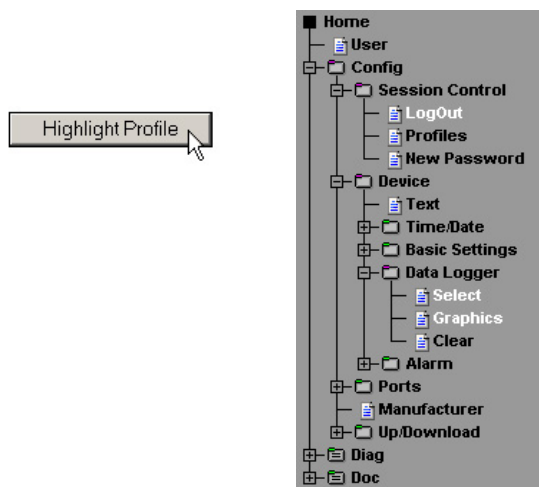 Home
User
Config
Session Control
LogOut
Highlight Profile
Profiles
New Password
Device
Text
Time/Date
Basic Settings
Data Logger
Select
Graphics
Clear
Alarm
Ports
Manufacturer
Up/Download
Diag
Doc